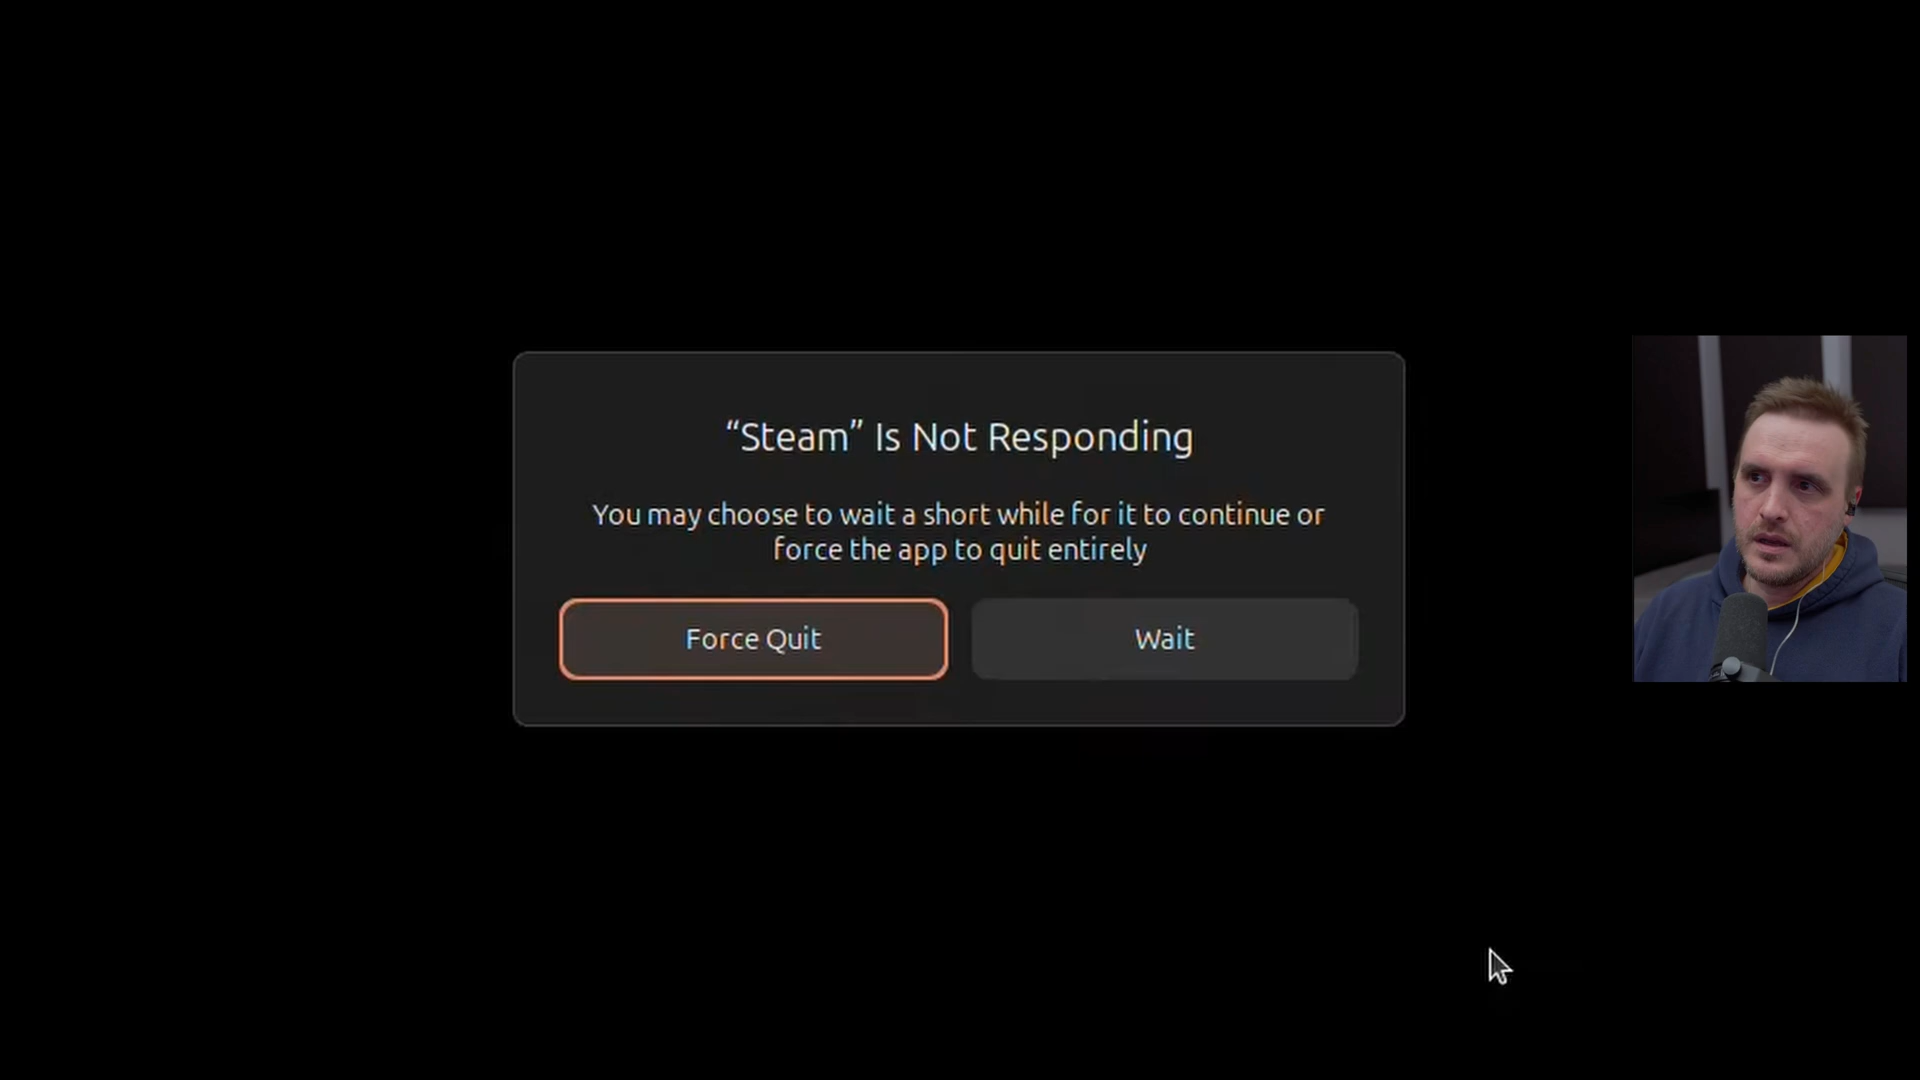 “Steam” Is Not Responding
You may choose to wait a short while for it to continue or
force the app to quit entirely
Force Quit
Wait